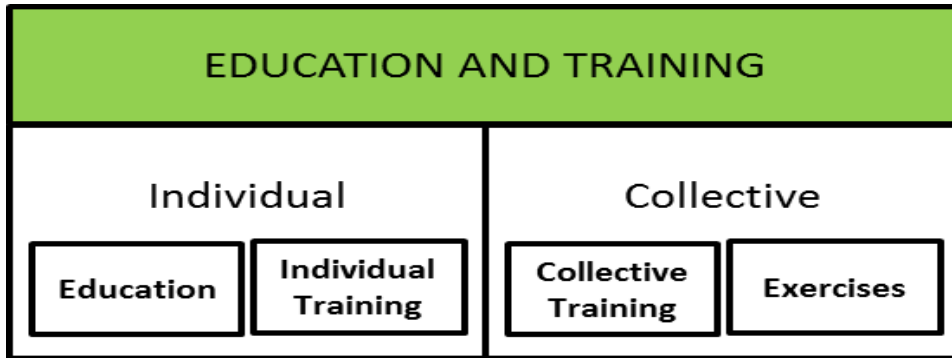 EDUCATION AND TRAINING
Individual
Collective
Education
Individual
Training
Collective
Training
Exercises